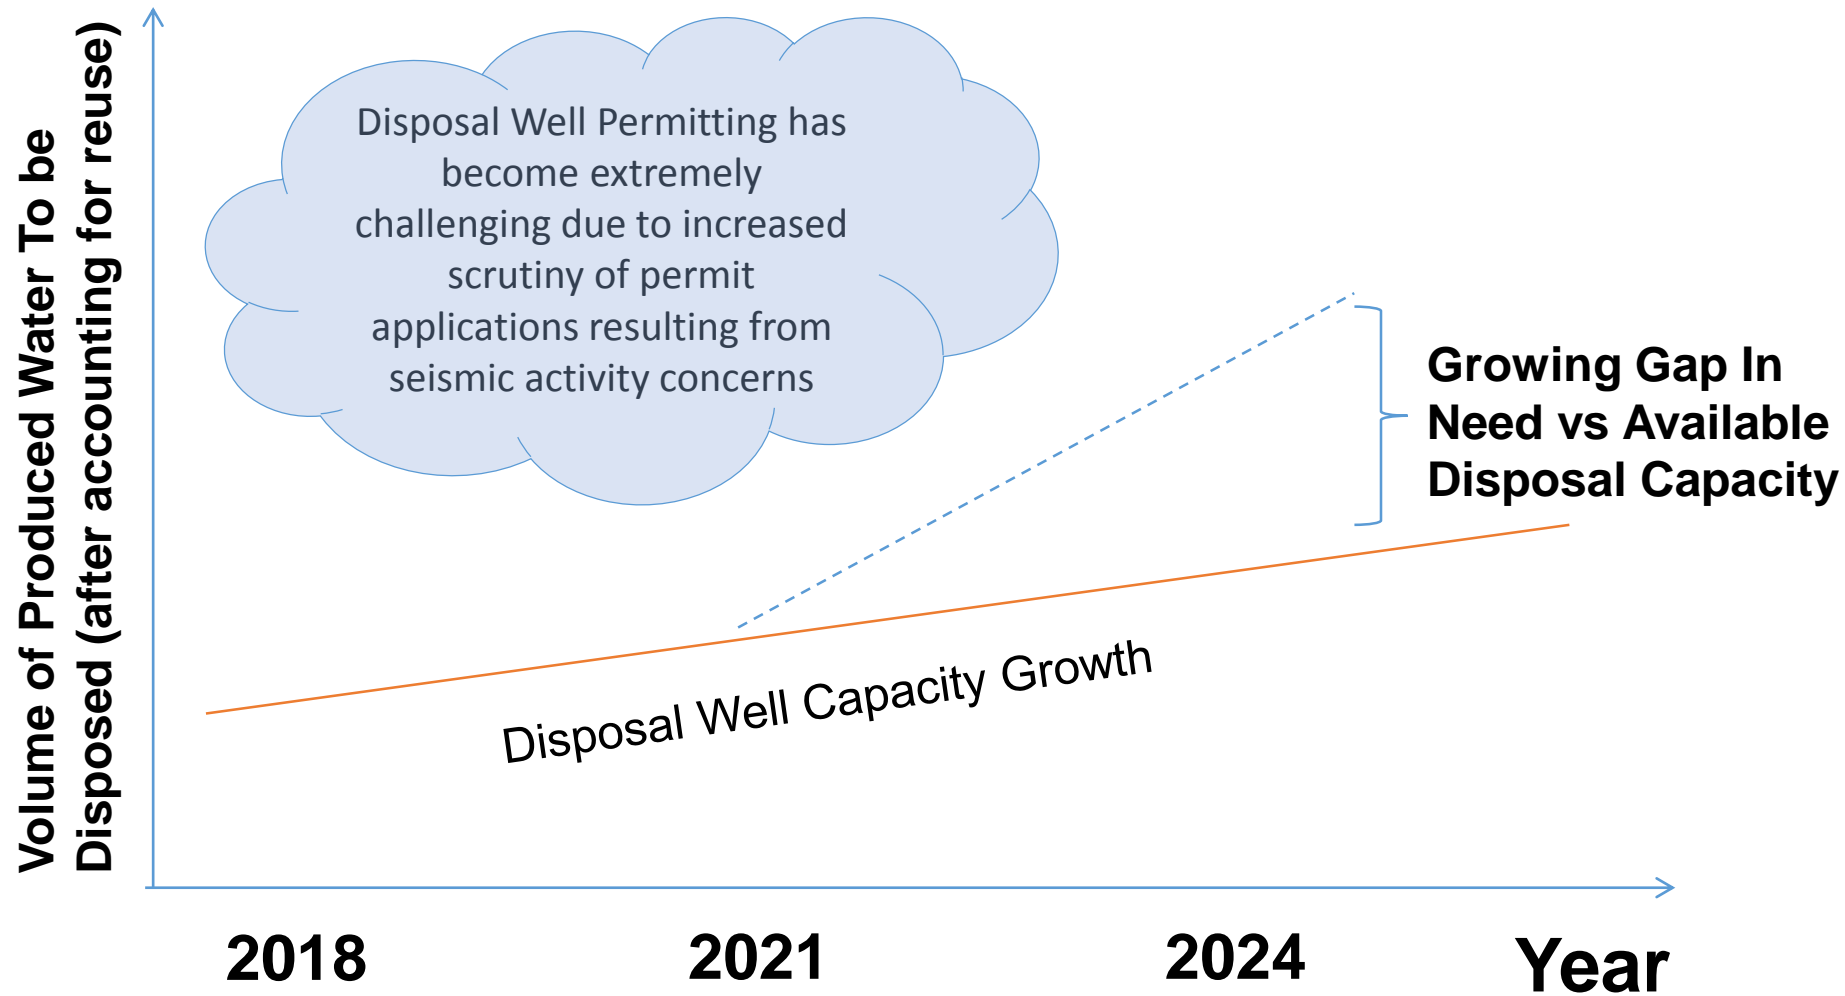 Volume of Produced Water To be
Disposed (after accounting for reuse)
Disposal Well Permitting has
become extremely
challenging due to increased
scrutiny of permit
applications resulting from
seismic activity concerns
Growing Gap In
Need vs Available
Disposal Capacity
Disposal Well Capacity Growth
2018
2021
2024
Year